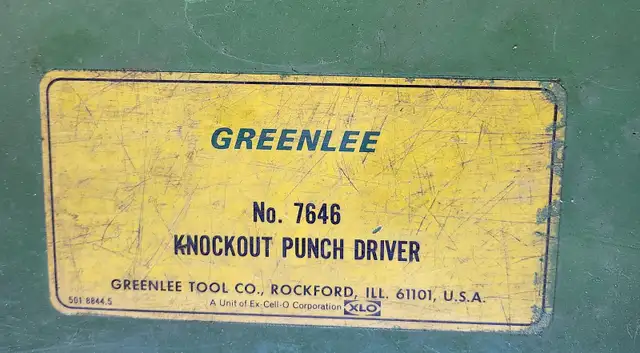 GREENLEE
No. 7646
KNOCKOUT PUNCH DRIVER
GREENLEE TOOL CO., ROCKFORD, ILL. 61101, U.S.A.
501 8844.5
A Unit of Ex-Cell-O Corporation XLO